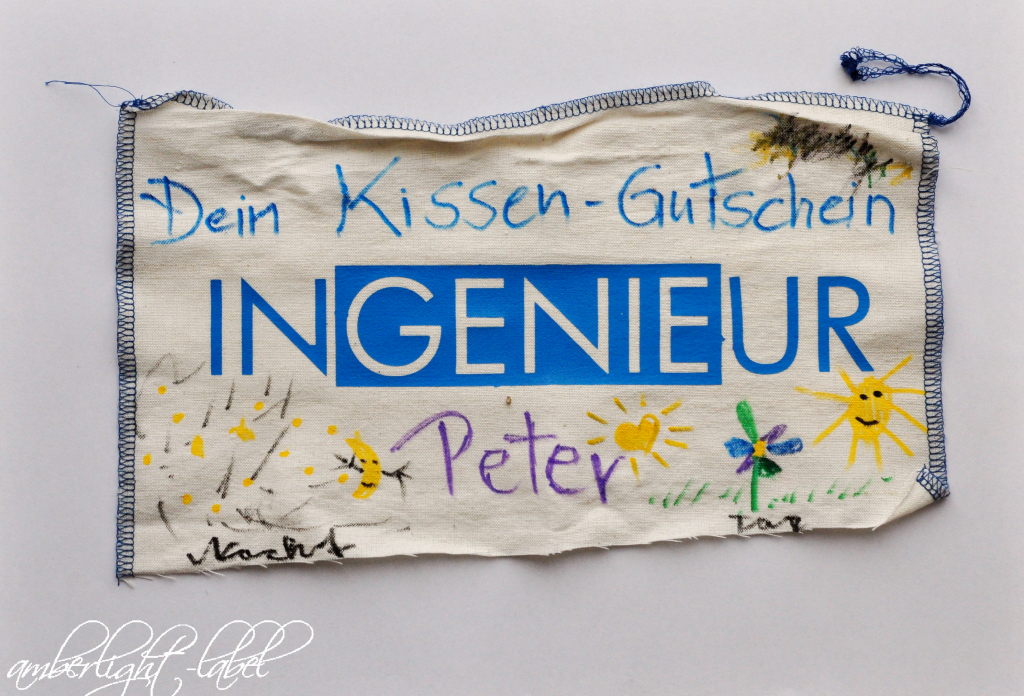 Dein Kissen-Gutschein
INGENIEUR
Peter
Nacht
Tag
amberlight-label